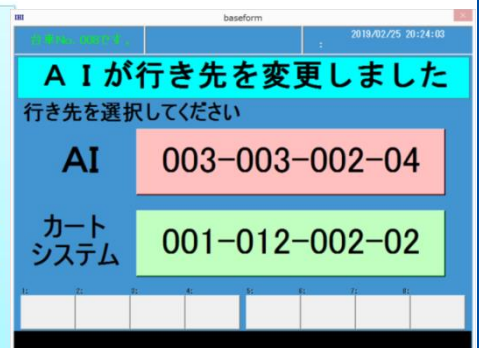 baseform
台車No.008です。
2019/02/25 20:24:03
:
AIが行き先を変更しました
行き先を選択してください
AI
003-003-002-04
カート
システム
001-012-002-02
1: 2: 3: 4: 5: 6: 7: 8: